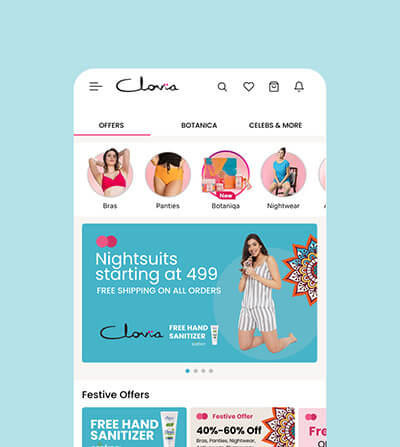 Clovia
OFFERS BOTANICA CELEBS & MORE
New
Bras Panties Botaniqa Nightwear
Nightsuits
starting at 499
FREE SHIPPING ON ALL ORDERS
Clovia FREE HAND
SANITIZER
Festive Offers
FREE HAND
SANITIZER
Festive Offer
40%-60% Off
Bras, Panties, Nightwear,
Fe